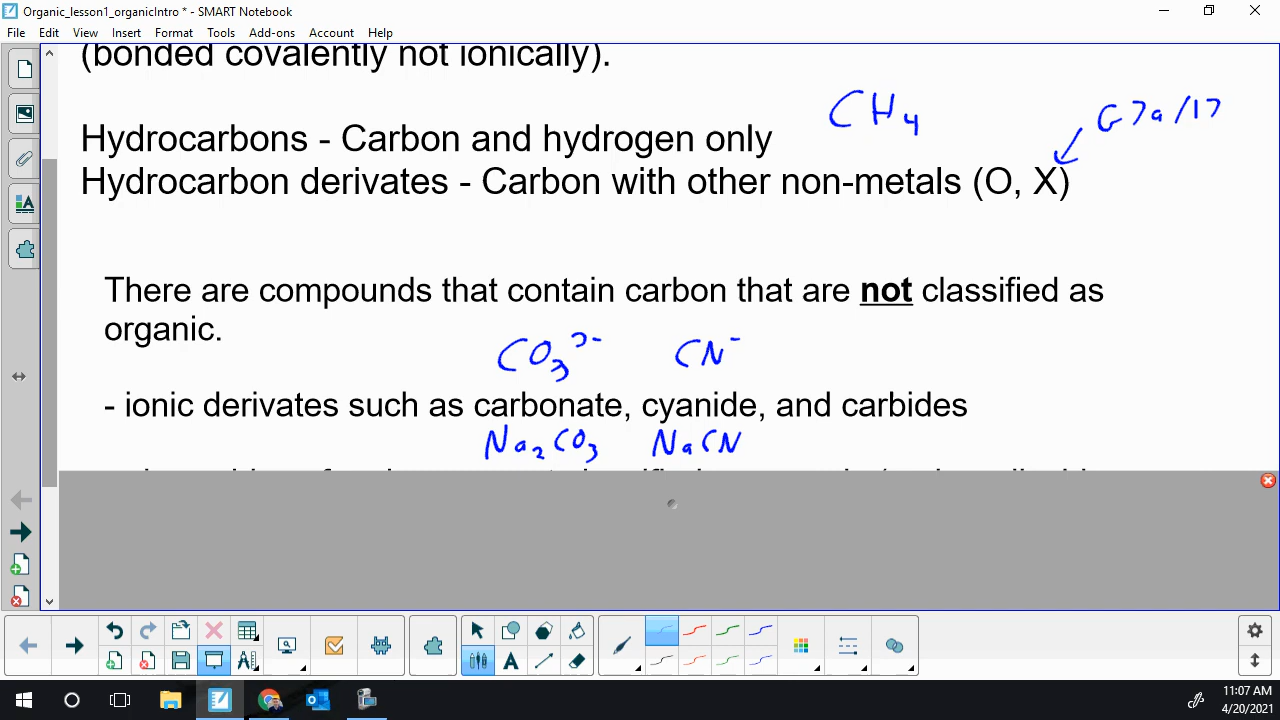 Organic_lesson1_organicIntro * - SMART Notebook
File Edit View Insert Format Tools Add-ons Account Help
(bonded covalently not ionically).
CH4
G7a/17
Hydrocarbons - Carbon and hydrogen only
Hydrocarbon derivates - Carbon with other non-metals (O, X)
There are compounds that contain carbon that are not classified as
organic.
CO3 2- CN-
- ionic derivates such as carbonate, cyanide, and carbides
Na2CO3 NaCN
11:07 AM
4/20/2021